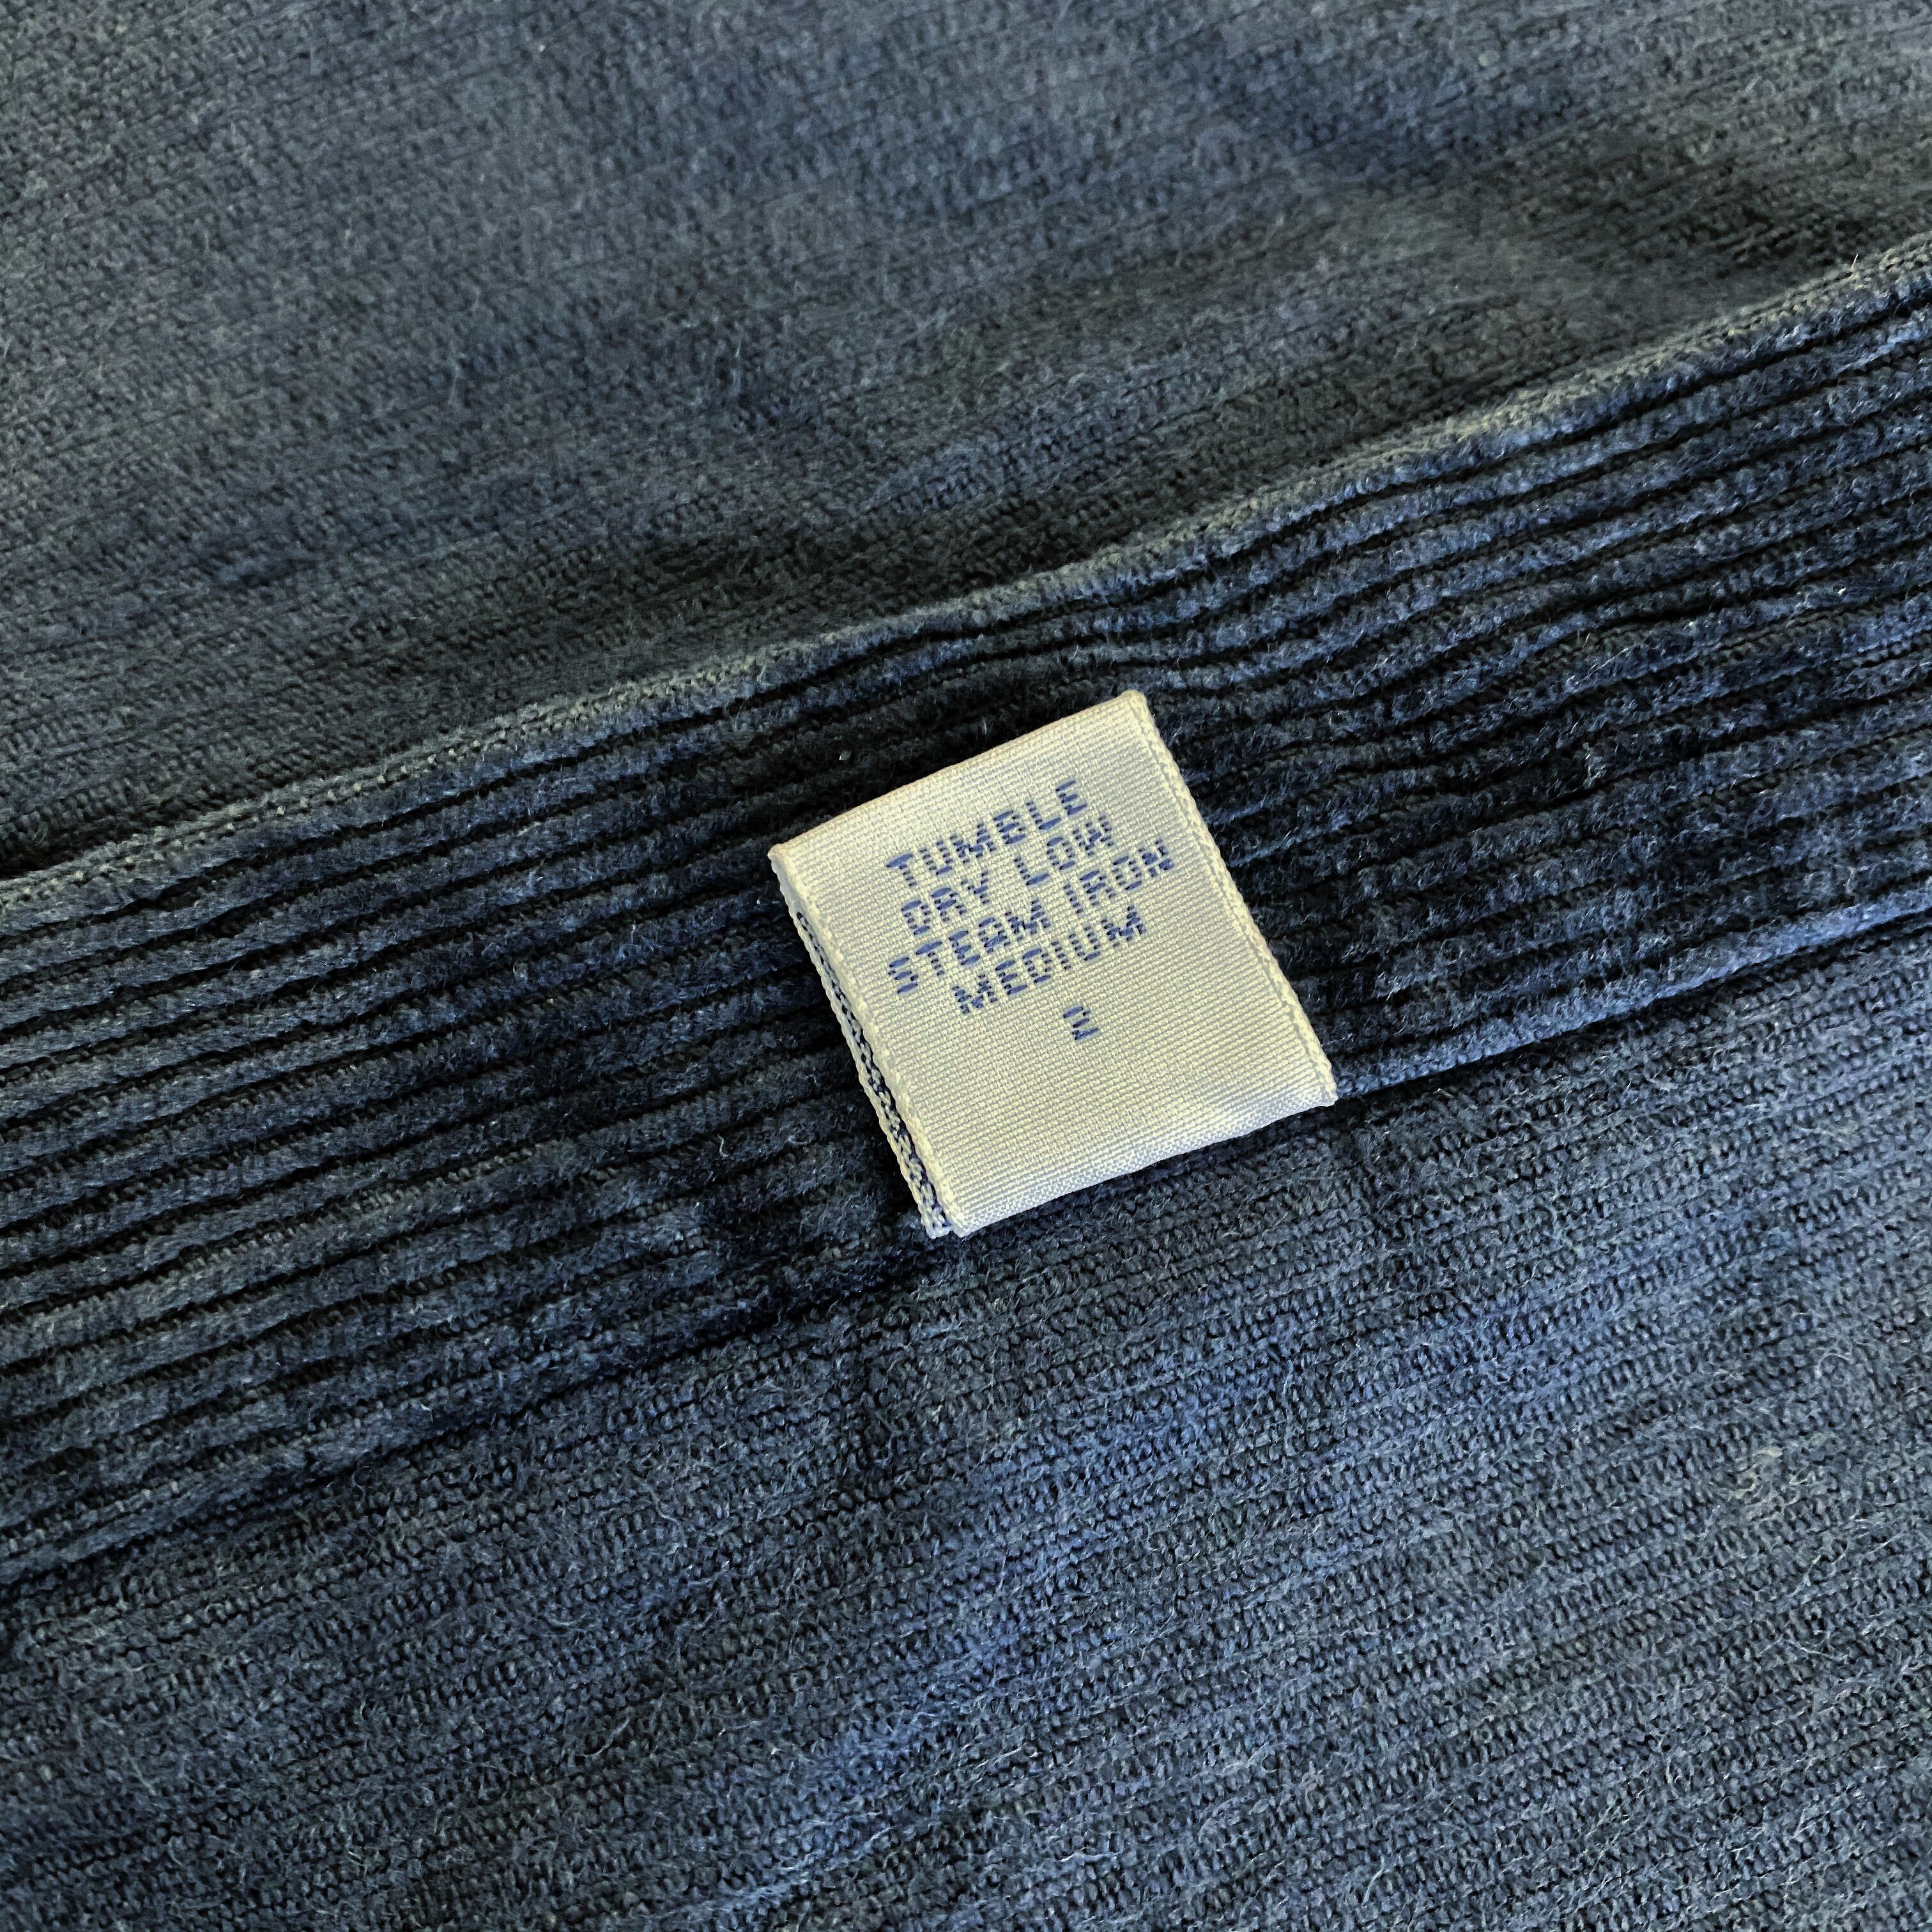 TUMBLE
DRY LOW
STEAM IRON
MEDIUM
2